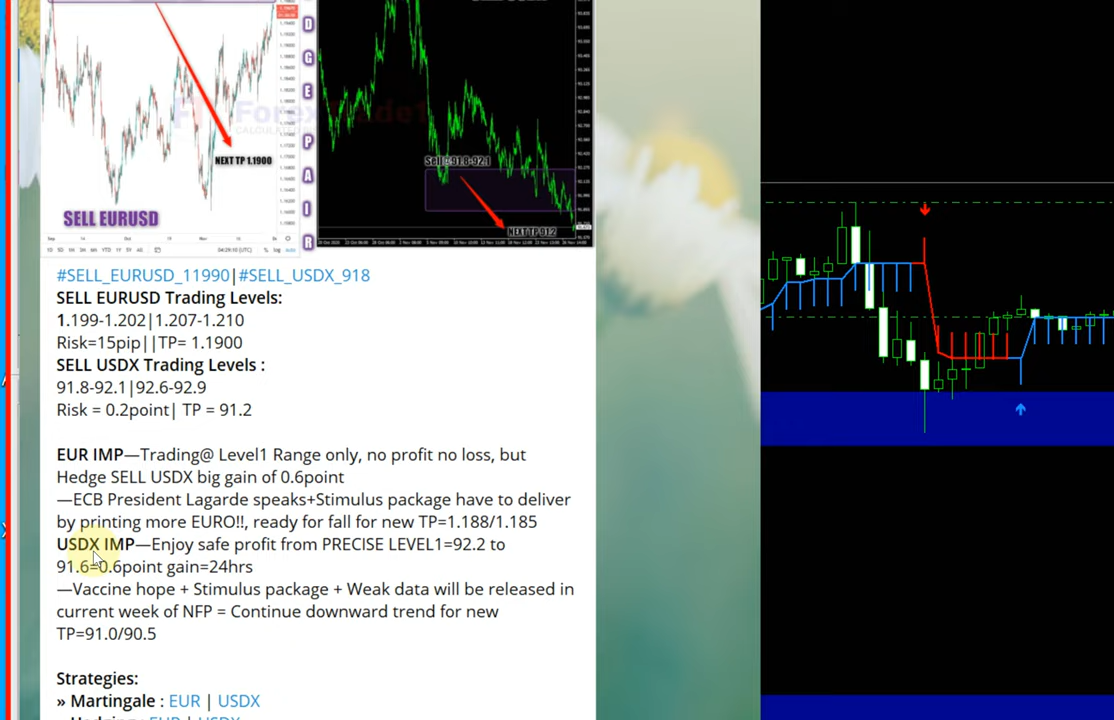 D
G
E
P
A
I
R
NEXT TP 1.1900
SELL EURUSD
Sell @91.8-92.1
NEXT TP 91.2
#SELL_EURUSD_11990|#SELL_USDX_918
SELL EURUSD Trading Levels:
1.199-1.202|1.207-1.210
Risk=15pip||TP= 1.1900
SELL USDX Trading Levels :
91.8-92.1|92.6-92.9
Risk = 0.2point| TP = 91.2
EUR IMP—Trading@ Level1 Range only, no profit no loss, but
Hedge SELL USDX big gain of 0.6point
—ECB President Lagarde speaks+Stimulus package have to deliver
by printing more EURO!!, ready for fall for new TP=1.188/1.185
USDX IMP—Enjoy safe profit from PRECISE LEVEL1=92.2 to
91.6=0.6point gain=24hrs
—Vaccine hope + Stimulus package + Weak data will be released in
current week of NFP = Continue downward trend for new
TP=91.0/90.5
Strategies:
» Martingale : EUR | USDX